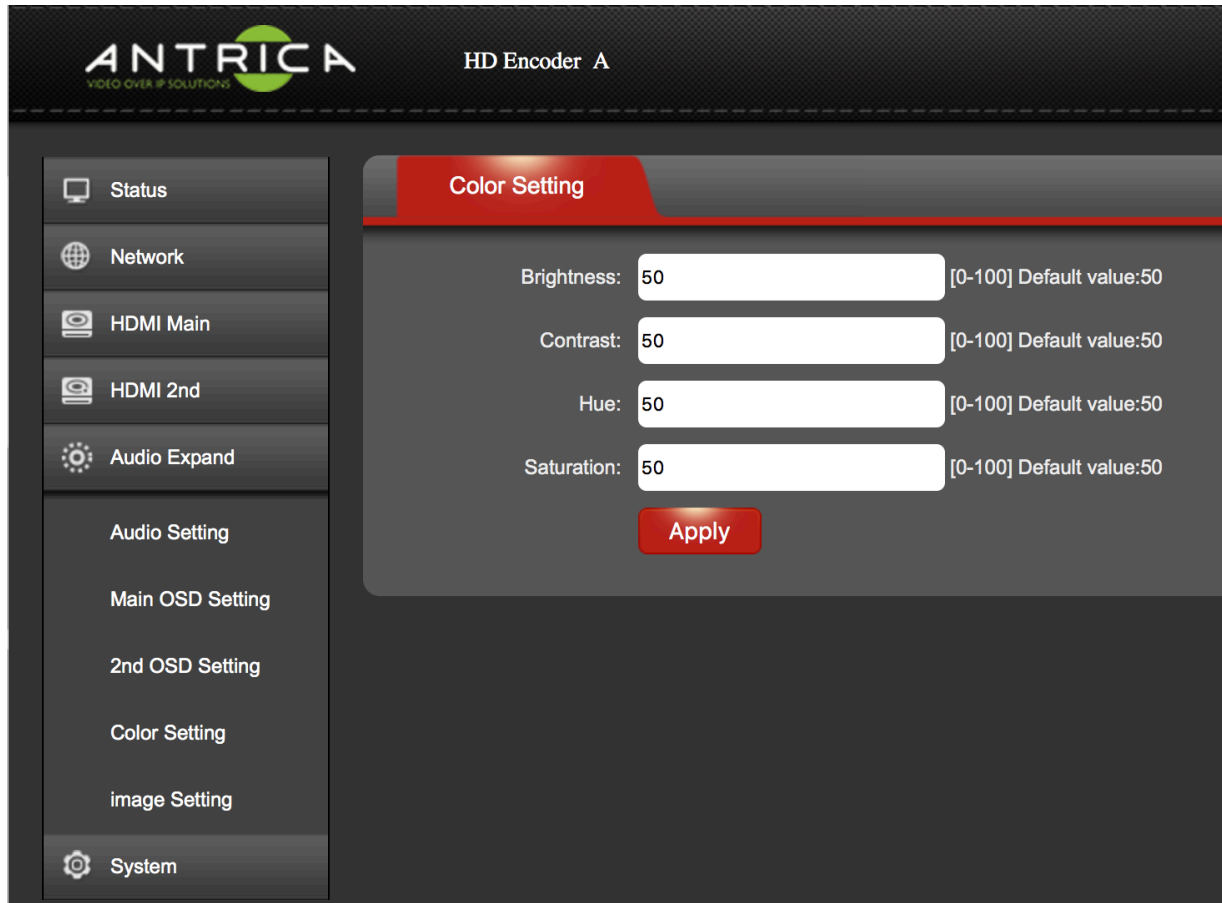 ANTRICA
VIDEO OVER IP SOLUTIONS
HD Encoder A
Status
Network
HDMI Main
HDMI 2nd
Audio Expand
Audio Setting
Main OSD Setting
2nd OSD Setting
Color Setting
image Setting
System
Color Setting
Brightness: 50 [0-100] Default value:50
Contrast: 50 [0-100] Default value:50
Hue: 50 [0-100] Default value:50
Saturation: 50 [0-100] Default value:50
Apply